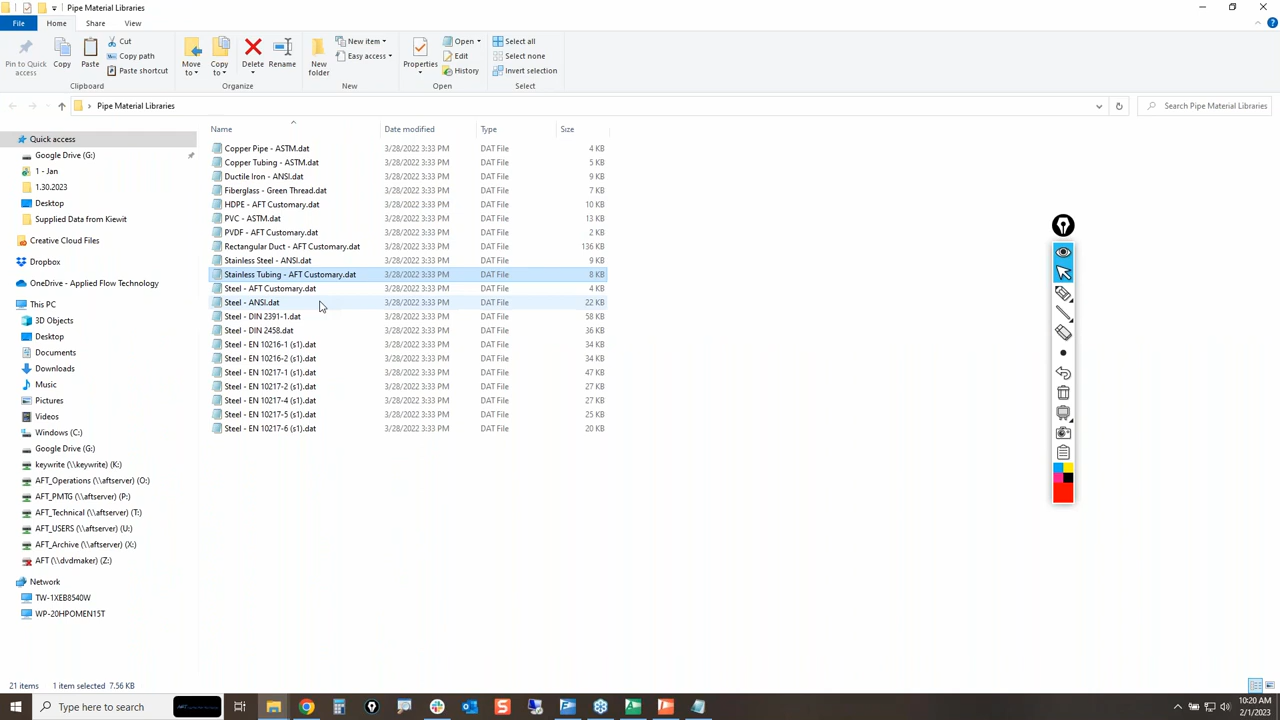 Pipe Material Libraries
File Home Share View
Pin to Quick access
Copy
Paste
Cut
Copy path
Paste shortcut
Clipboard
Move to
Copy to
Delete
Rename
Organize
New folder
New item
Easy access
New
Properties
Open
Edit
History
Open
Select all
Select none
Invert selection
Select
Pipe Material Libraries
Search Pipe Material Libraries
Name Date modified Type Size
Copper Pipe - ASTM.dat 3/28/2022 3:33 PM DAT File 4 KB
Copper Tubing - ASTM.dat 3/28/2022 3:33 PM DAT File 5 KB
Ductile Iron - ANSI.dat 3/28/2022 3:33 PM DAT File 9 KB
Fiberglass - Green Thread.dat 3/28/2022 3:33 PM DAT File 7 KB
HDPE - AFT Customary.dat 3/28/2022 3:33 PM DAT File 10 KB
PVC - ASTM.dat 3/28/2022 3:33 PM DAT File 13 KB
PVDF - AFT Customary.dat 3/28/2022 3:33 PM DAT File 2 KB
Rectangular Duct - AFT Customary.dat 3/28/2022 3:33 PM DAT File 136 KB
Stainless Steel - ANSI.dat 3/28/2022 3:33 PM DAT File 9 KB
Stainless Tubing - AFT Customary.dat 3/28/2022 3:33 PM DAT File 8 KB
Steel - AFT Customary.dat 3/28/2022 3:33 PM DAT File 4 KB
Steel - ANSI.dat 3/28/2022 3:33 PM DAT File 22 KB
Steel - DIN 2391-1.dat 3/28/2022 3:33 PM DAT File 58 KB
Steel - DIN 2458.dat 3/28/2022 3:33 PM DAT File 36 KB
Steel - EN 10216-1 (s1).dat 3/28/2022 3:33 PM DAT File 34 KB
Steel - EN 10216-2 (s1).dat 3/28/2022 3:33 PM DAT File 34 KB
Steel - EN 10217-1 (s1).dat 3/28/2022 3:33 PM DAT File 47 KB
Steel - EN 10217-2 (s1).dat 3/28/2022 3:33 PM DAT File 27 KB
Steel - EN 10217-4 (s1).dat 3/28/2022 3:33 PM DAT File 27 KB
Steel - EN 10217-5 (s1).dat 3/28/2022 3:33 PM DAT File 25 KB
Steel - EN 10217-6 (s1).dat 3/28/2022 3:33 PM DAT File 20 KB
Quick access
Google Drive (G:)
1 - Jan
1.30.2023
Desktop
Supplied Data from Kiewit
Creative Cloud Files
Dropbox
OneDrive - Applied Flow Technology
This PC
3D Objects
Desktop
Documents
Downloads
Music
Pictures
Videos
Windows (C:)
Google Drive (G:)
keywrite (\\keywrite) (K:)
AFT_Operations (\\aftserver) (O:)
AFT_PMTG (\\aftserver) (P:)
AFT_Technical (\\aftserver) (T:)
AFT_USERS (\\aftserver) (U:)
AFT_Archive (\\aftserver) (X:)
AFT (\\dvdmaker) (Z:)
Network
TW-1XEB8540W
WP-20HPOMEN15T
21 items 1 item selected 7.56 KB
Type here to search
10:20 AM
2/1/2023